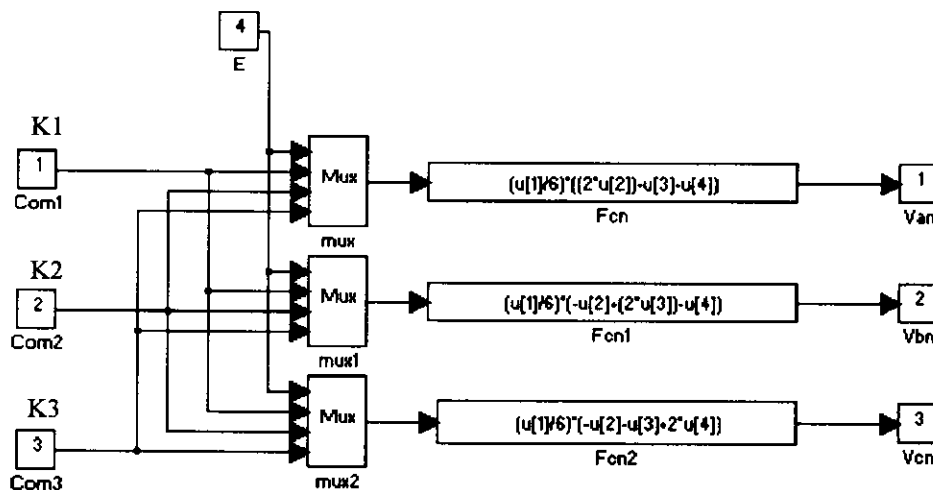 4
E
K1
1
Com1
Mux
mux
(u[1]/6)*((2*u[2])-u[3]-u[4])
Fcn
1
Van
K2
2
Com2
Mux
mux1
(u[1]/6)*(-u[2]+(2*u[3])-u[4])
Fcn1
2
Vbn
K3
3
Com3
Mux
mux2
(u[1]/6)*(-u[2]-u[3]+2*u[4])
Fcn2
3
Vcn